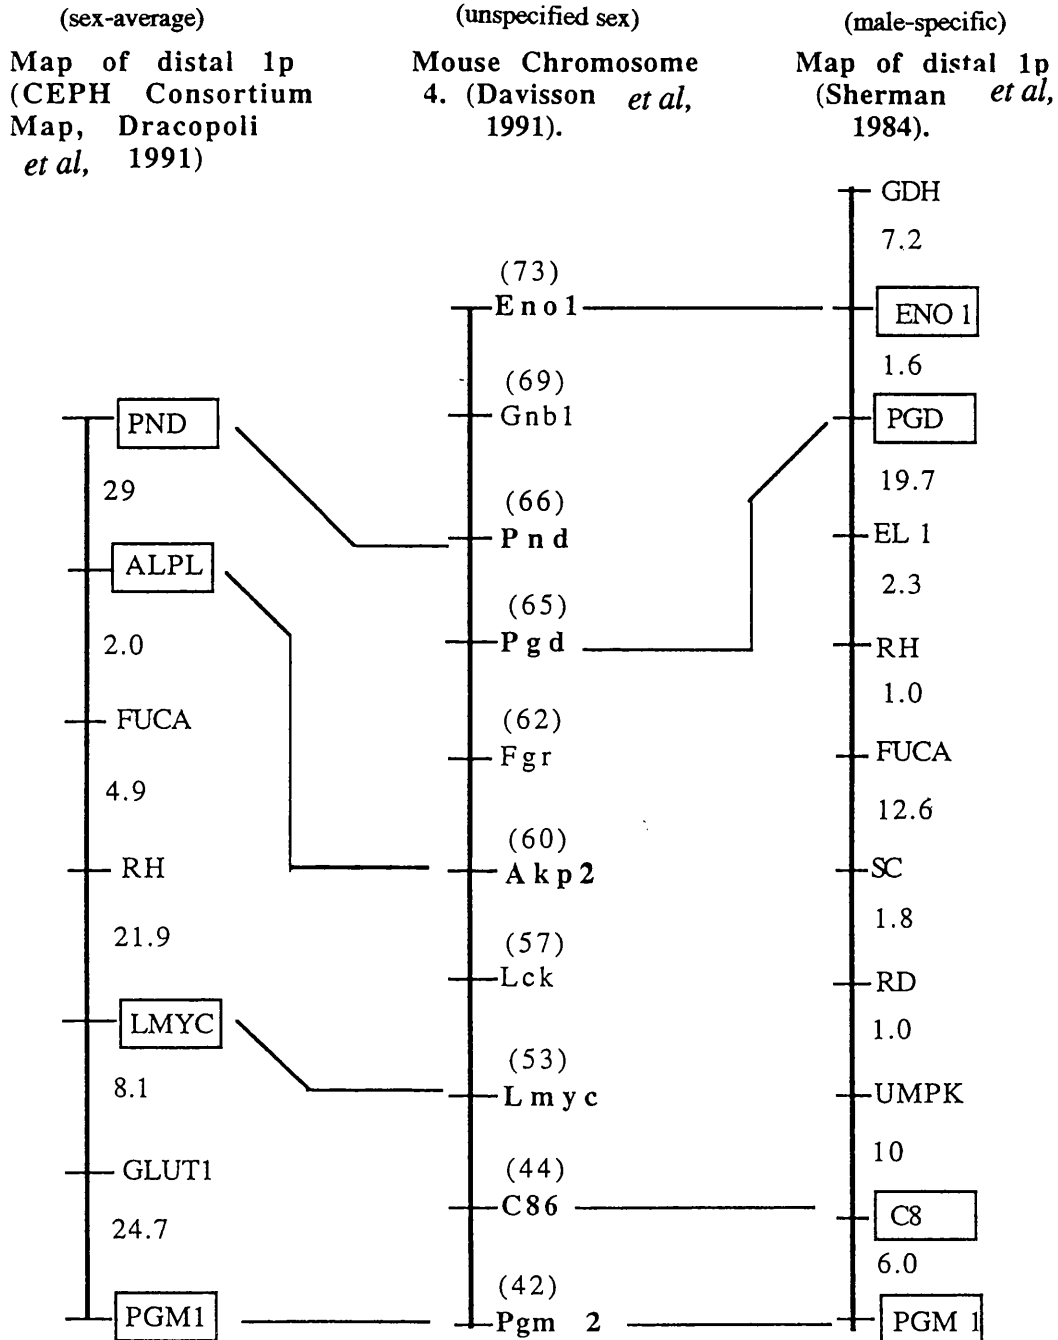 (sex-average)
Map of distal 1p
(CEPH Consortium
Map, Dracopoli
et al, 1991)
PND
29
ALPL
2.0
FUCA
4.9
RH
21.9
LMYC
8.1
GLUT1
24.7
PGM1
(unspecified sex)
Mouse Chromosome
4. (Davisson et al,
1991).
(73)
Eno1
(69)
Gnb1
(66)
Pnd
(65)
Pgd
(62)
Fgr
(60)
Akp2
(57)
Lck
(53)
Lmyc
(44)
C86
(42)
Pgm 2
(male-specific)
Map of distal 1p
(Sherman et al,
1984).
GDH
7.2
ENO 1
1.6
PGD
19.7
EL 1
2.3
RH
1.0
FUCA
12.6
SC
1.8
RD
1.0
UMPK
10
C8
6.0
PGM 1